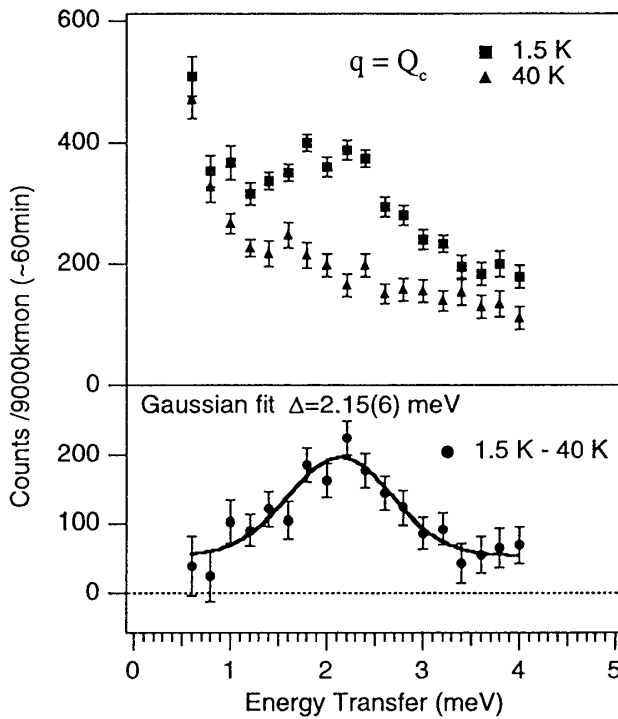 600
q = Qc
1.5 K
40 K
400
200
0
Counts /9000kmon (~60min)
Gaussian fit Δ=2.15(6) meV
1.5 K - 40 K
200
100
0
0 1 2 3 4 5
Energy Transfer (meV)